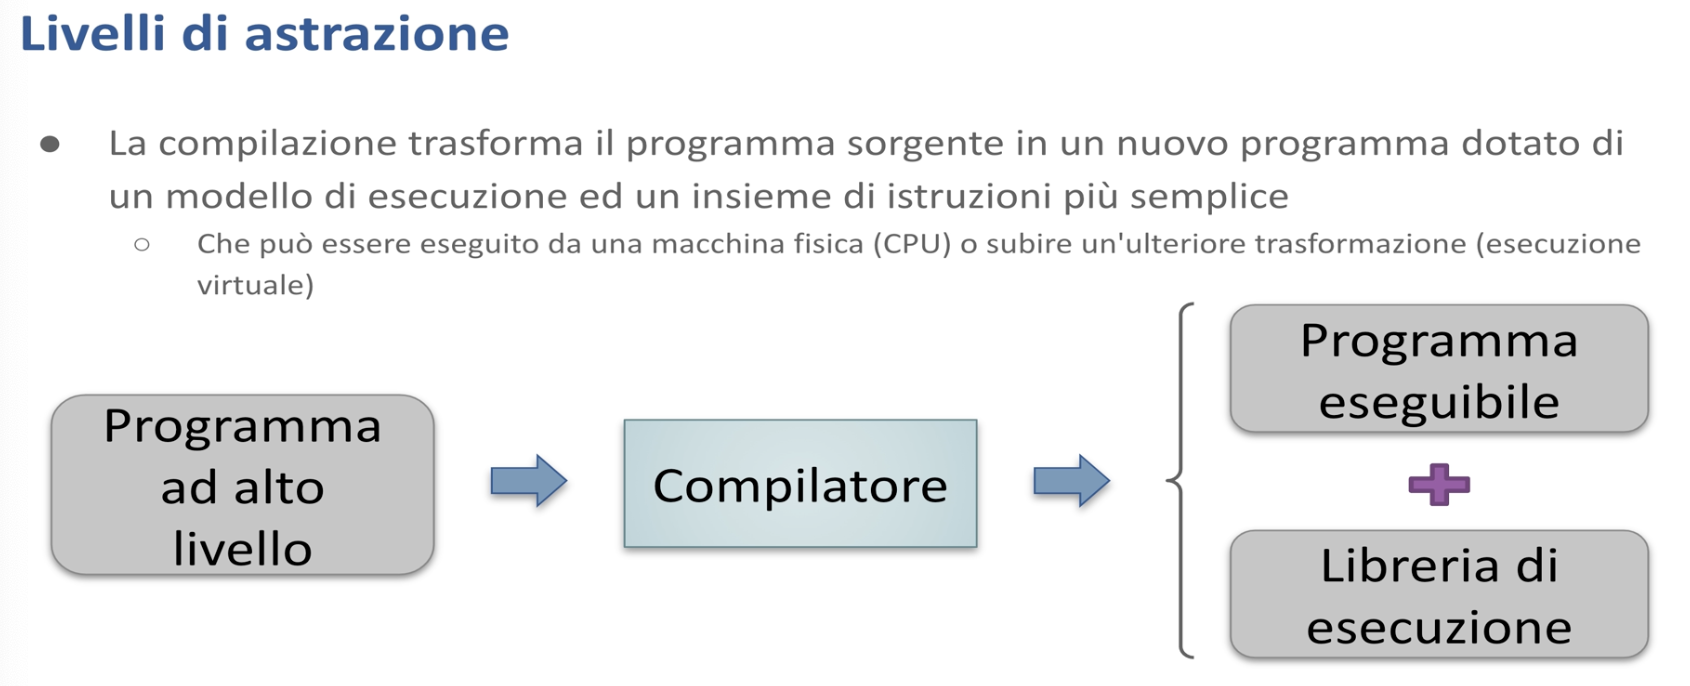 Livelli di astrazione
● La compilazione trasforma il programma sorgente in un nuovo programma dotato di
un modello di esecuzione ed un insieme di istruzioni più semplice
○ Che può essere eseguito da una macchina fisica (CPU) o subire un'ulteriore trasformazione (esecuzione
virtuale)
Programma
ad alto
livello
Compilatore
Programma
eseguibile
Libreria di
esecuzione